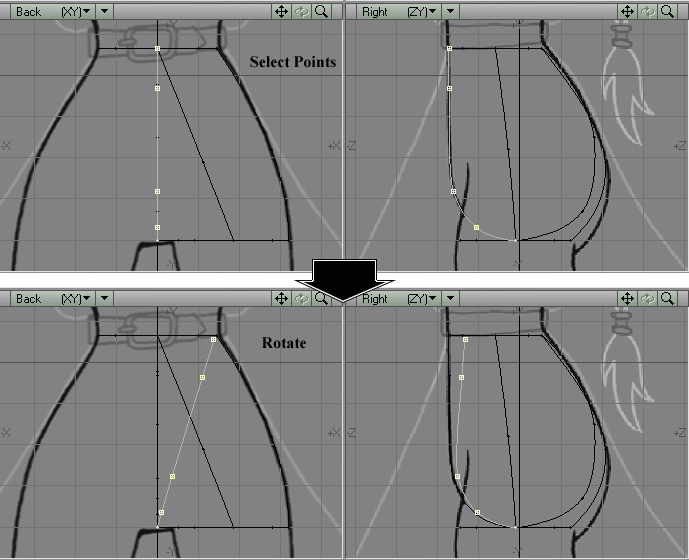 Back (XY)
Right (ZY)
Select Points
-Y
-X
+X
-Z
+Z
-Y
-Y
Back (XY)
Right (ZY)
Rotate
-X
+X
-Z
+Z
-Y
-Y